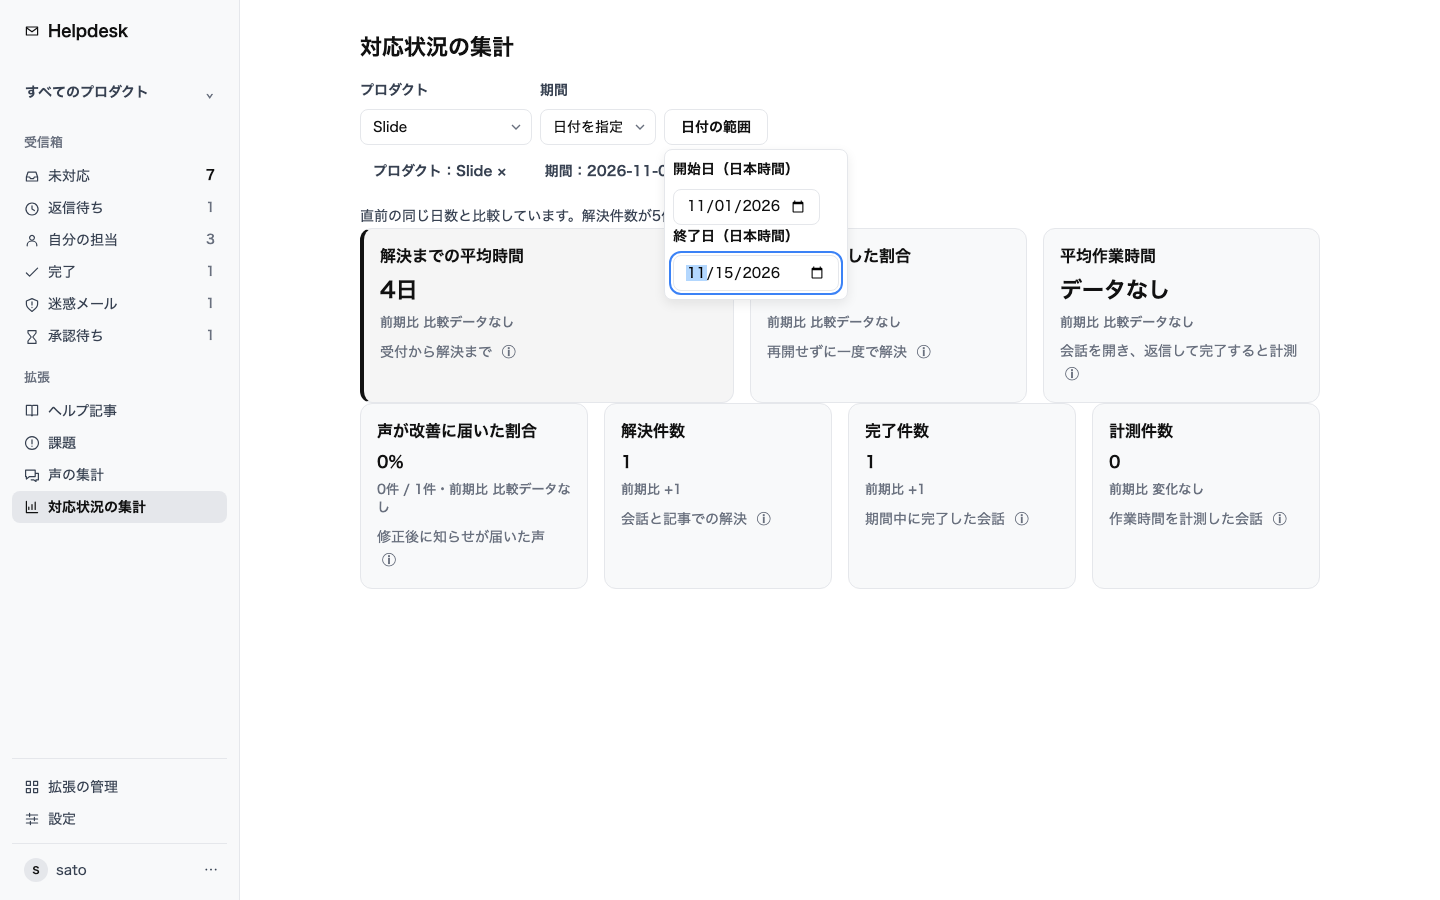 Helpdesk
すべてのプロダクト
受信箱
未対応 7
返信待ち 1
自分の担当 3
完了 1
迷惑メール 1
承認待ち 1
拡張
ヘルプ記事
課題
声の集計
対応状況の集計
拡張の管理
設定
S sato ...
対応状況の集計
プロダクト 期間
Slide 日付を指定 日付の範囲
プロダクト：Slide × 期間：2026-11-
開始日（日本時間）
11/01/2026
終了日（日本時間）
11/15/2026
直前の同じ日数と比較しています。解決件数が5
解決までの平均時間
4日
前期比 比較データなし
受付から解決まで ⓘ
した割合
前期比 比較データなし
再開せずに一度で解決 ⓘ
平均作業時間
データなし
前期比 比較データなし
会話を開き、返信して完了すると計測
ⓘ
声が改善に届いた割合
0%
0件 / 1件・前期比 比較データな
し
修正後に知らせが届いた声
ⓘ
解決件数
1
前期比 +1
会話と記事での解決 ⓘ
完了件数
1
前期比 +1
期間中に完了した会話 ⓘ
計測件数
0
前期比 変化なし
作業時間を計測した会話 ⓘ